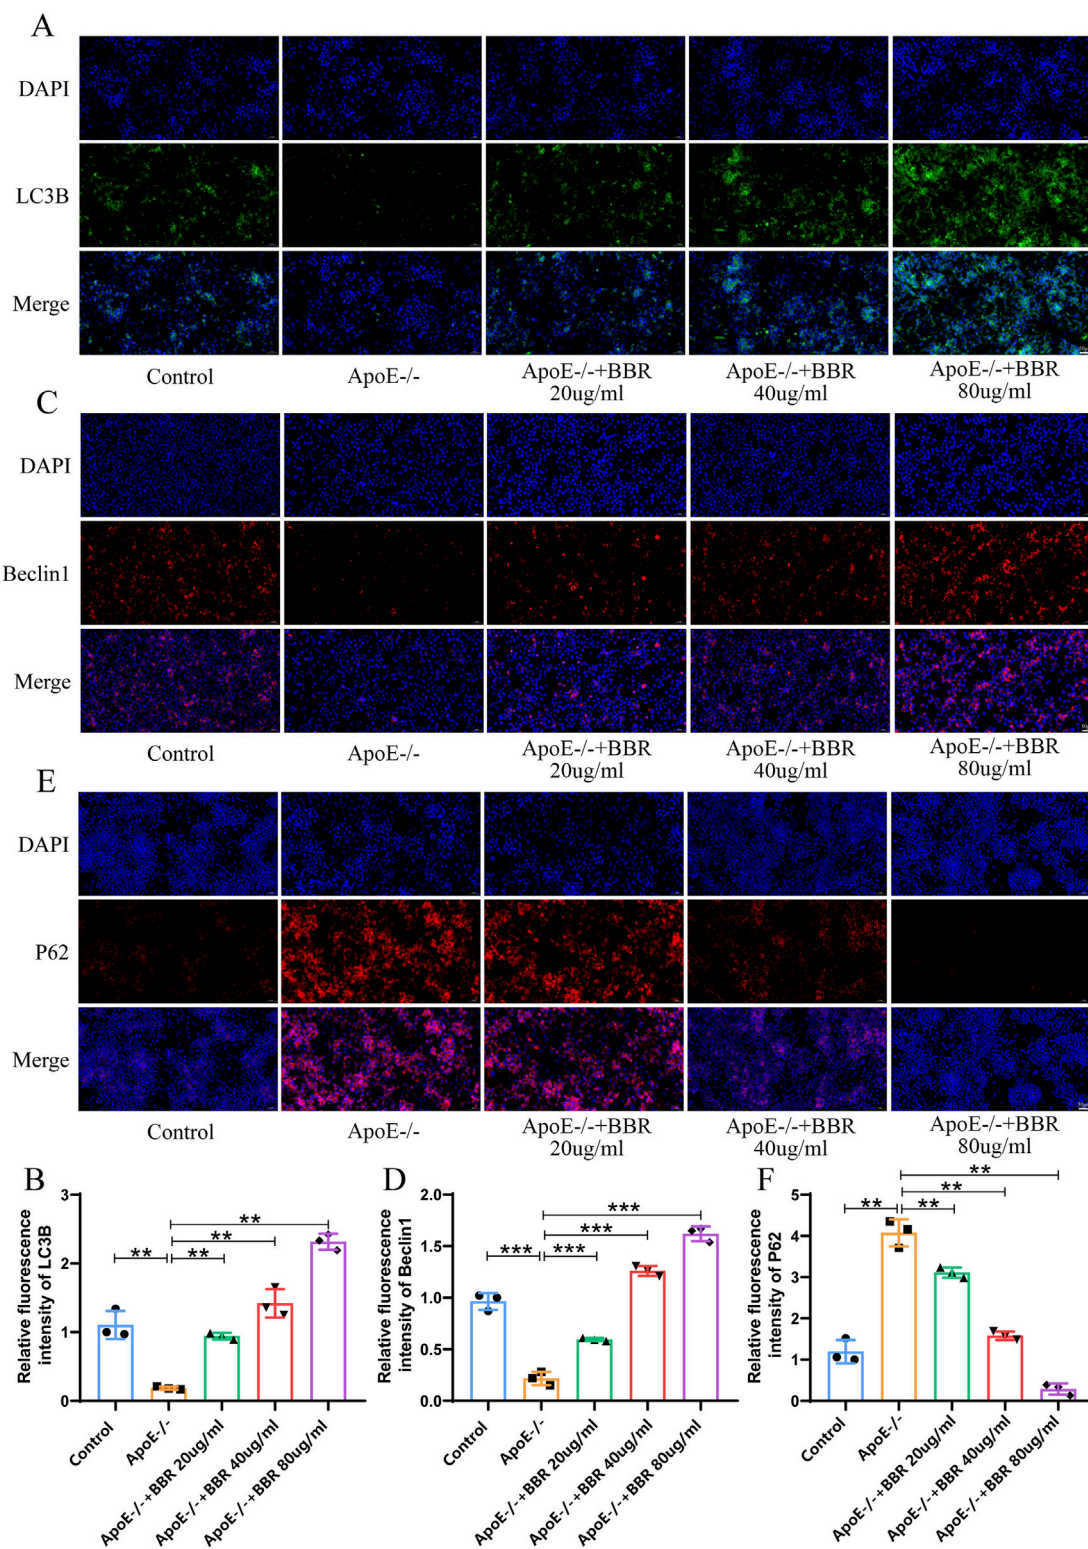 A
DAPI
LC3B
Merge
Control
ApoE-/-
ApoE-/-+BBR
20ug/ml
ApoE-/-+BBR
40ug/ml
ApoE-/-+BBR
80ug/ml
C
DAPI
Beclin1
Merge
Control
ApoE-/-
ApoE-/-+BBR
20ug/ml
ApoE-/-+BBR
40ug/ml
ApoE-/-+BBR
80ug/ml
E
DAPI
P62
Merge
Control
ApoE-/-
ApoE-/-+BBR
20ug/ml
ApoE-/-+BBR
40ug/ml
ApoE-/-+BBR
80ug/ml
B
Relative fluorescence
intensity of LC3B
3
2
1
0
**
**
**
**
Control
ApoE-/-
ApoE-/-+BBR 20ug/ml
ApoE-/-+BBR 40ug/ml
ApoE-/-+BBR 80ug/ml
D
Relative fluorescence
intensity of Beclin1
2.0
1.5
1.0
0.5
0.0
***
***
***
***
Control
ApoE-/-
ApoE-/-+BBR 20ug/ml
ApoE-/-+BBR 40ug/ml
ApoE-/-+BBR 80ug/ml
F
Relative fluorescence
intensity of P62
5
4
3
2
1
0
**
**
**
**
Control
ApoE-/-
ApoE-/-+BBR 20ug/ml
ApoE-/-+BBR 40ug/ml
ApoE-/-+BBR 80ug/ml